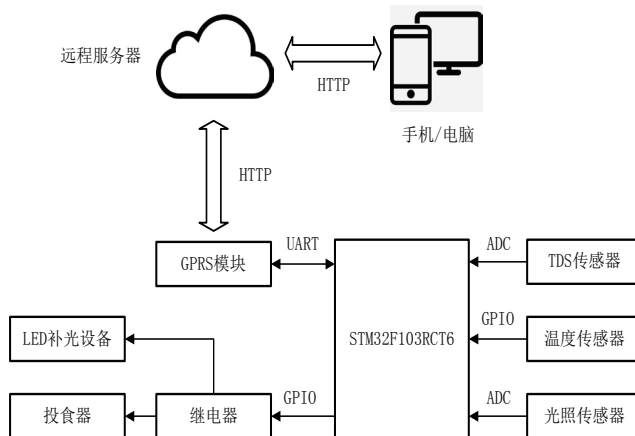 远程服务器
HTTP
手机/电脑
HTTP
UART
ADC
GPRS模块
TDS传感器
GPIO
LED补光设备
STM32F103RCT6
温度传感器
GPIO
ADC
投食器
继电器
光照传感器